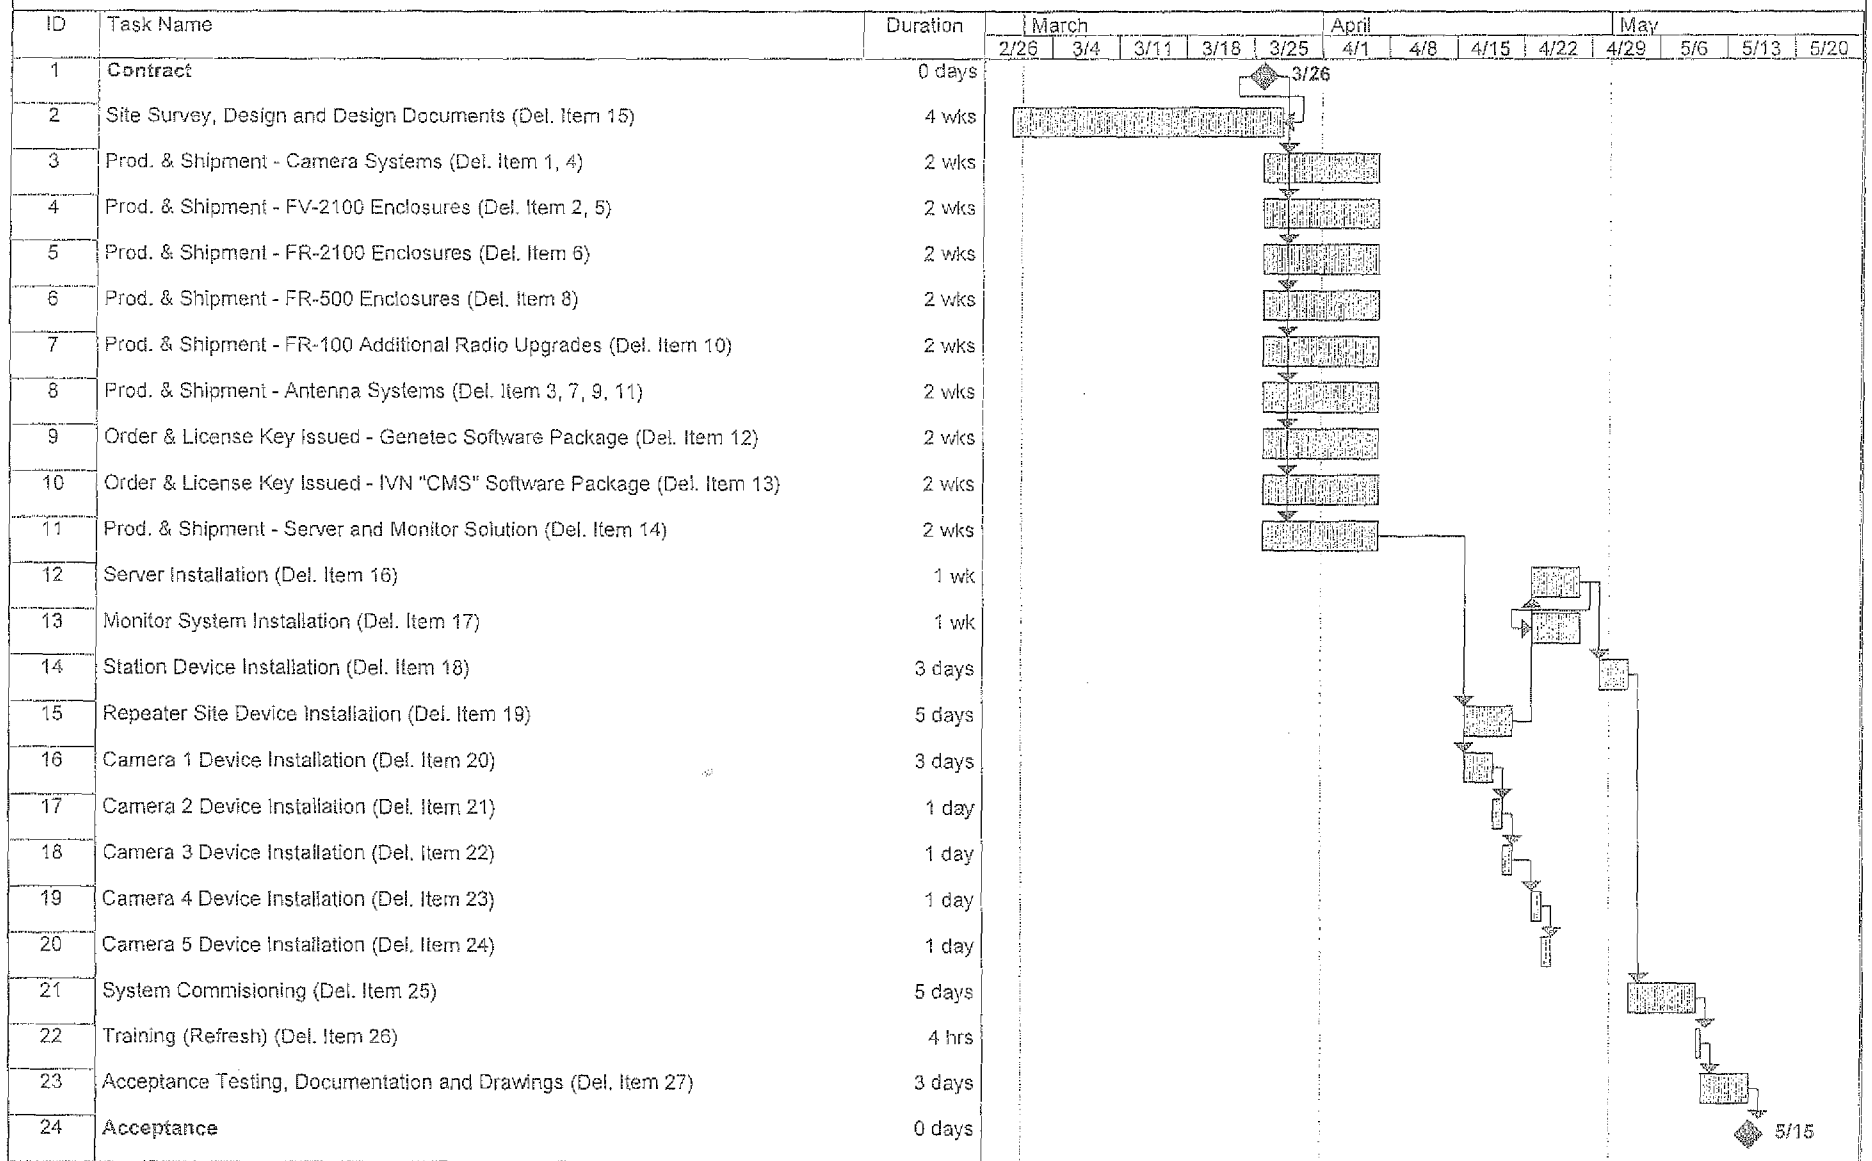 ID Task Name Duration March April May
2/26 3/4 3/11 3/18 3/25 4/1 4/8 4/15 4/22 4/29 5/6 5/13 5/20
1 Contract 0 days 3/26
2 Site Survey, Design and Design Documents (Del. Item 15) 4 wks
3 Prod. & Shipment - Camera Systems (Del. Item 1, 4) 2 wks
4 Prod. & Shipment - FV-2100 Enclosures (Del. Item 2, 5) 2 wks
5 Prod. & Shipment - FR-2100 Enclosures (Del. Item 6) 2 wks
6 Prod. & Shipment - FR-500 Enclosures (Del. Item 8) 2 wks
7 Prod. & Shipment - FR-100 Additional Radio Upgrades (Del. Item 10) 2 wks
8 Prod. & Shipment - Antenna Systems (Del. Item 3, 7, 9, 11) 2 wks
9 Order & License Key Issued - Genetec Software Package (Del. Item 12) 2 wks
10 Order & License Key Issued - IVN "CMS" Software Package (Del. Item 13) 2 wks
11 Prod. & Shipment - Server and Monitor Solution (Del. Item 14) 2 wks
12 Server Installation (Del. Item 16) 1 wk
13 Monitor System Installation (Del. Item 17) 1 wk
14 Station Device Installation (Del. Item 18) 3 days
15 Repeater Site Device Installation (Del. Item 19) 5 days
16 Camera 1 Device Installation (Del. Item 20) 3 days
17 Camera 2 Device Installation (Del. Item 21) 1 day
18 Camera 3 Device Installation (Del. Item 22) 1 day
19 Camera 4 Device Installation (Del. Item 23) 1 day
20 Camera 5 Device Installation (Del. Item 24) 1 day
21 System Commisioning (Del. Item 25) 5 days
22 Training (Refresh) (Del. Item 26) 4 hrs
23 Acceptance Testing, Documentation and Drawings (Del. Item 27) 3 days
24 Acceptance 0 days 5/15